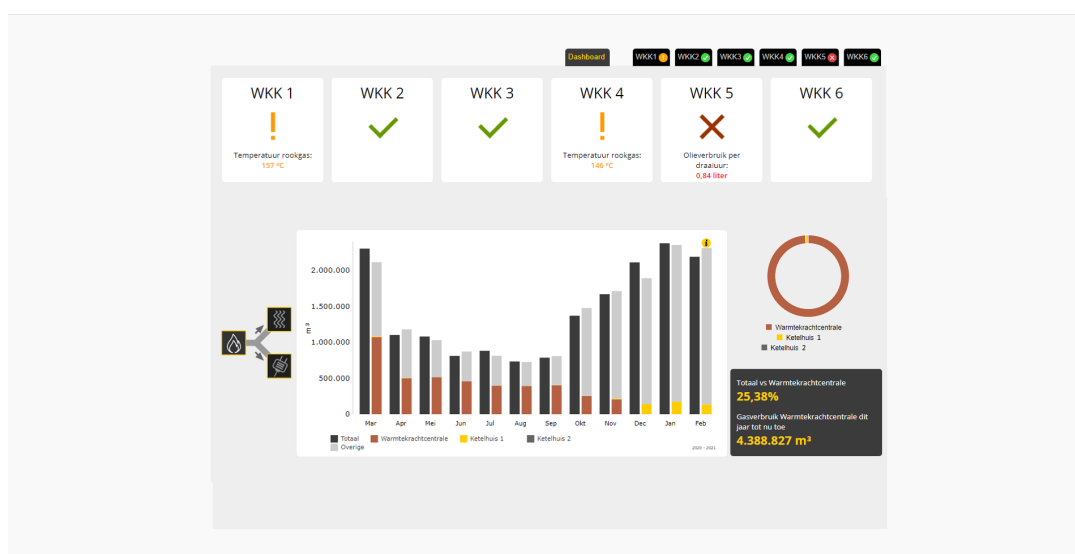 Dashboard WKK1 WKK2 WKK3 WKK4 WKK5 WKK6
WKK 1
Temperatuur rookgas:
157 °C
WKK 2
WKK 3
WKK 4
Temperatuur rookgas:
146 °C
WKK 5
Olieverbruik per
draaiuur:
0,84 liter
WKK 6
m³
2.000.000
1.500.000
1.000.000
500.000
0
Mar Apr Mei Jun Jul Aug Sep Okt Nov Dec Jan Feb
Totaal Warmtekrachtcentrale Ketelhuis 1 Ketelhuis 2
Overige
2020 - 2021
i
Warmtekrachtcentrale
Ketelhuis 1
Ketelhuis 2
Totaal vs Warmtekrachtcentrale
25,38%
Gasverbruik Warmtekrachtcentrale dit
jaar tot nu toe
4.388.827 m³